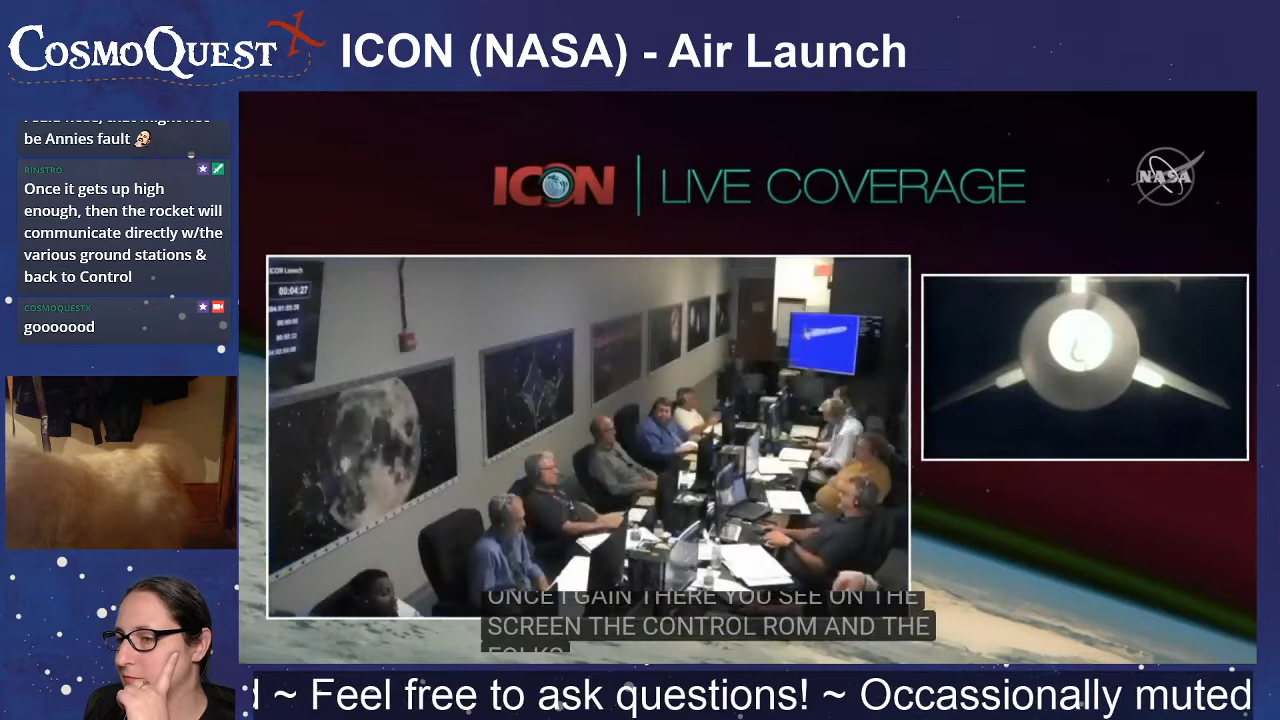 COSMOQUEST X
ICON (NASA) - Air Launch
be Annies fault
RINSTRO
Once it gets up high
enough, then the rocket will
communicate directly w/the
various ground stations &
back to Control
COSMOQUESTX
gooooood
ICON | LIVE COVERAGE
NASA
ICON Launch
00:04:27
ONCE I GAIN THERE YOU SEE ON THE
SCREEN THE CONTROL ROM AND THE
FOLKS
~ Feel free to ask questions! ~ Occassionally muted